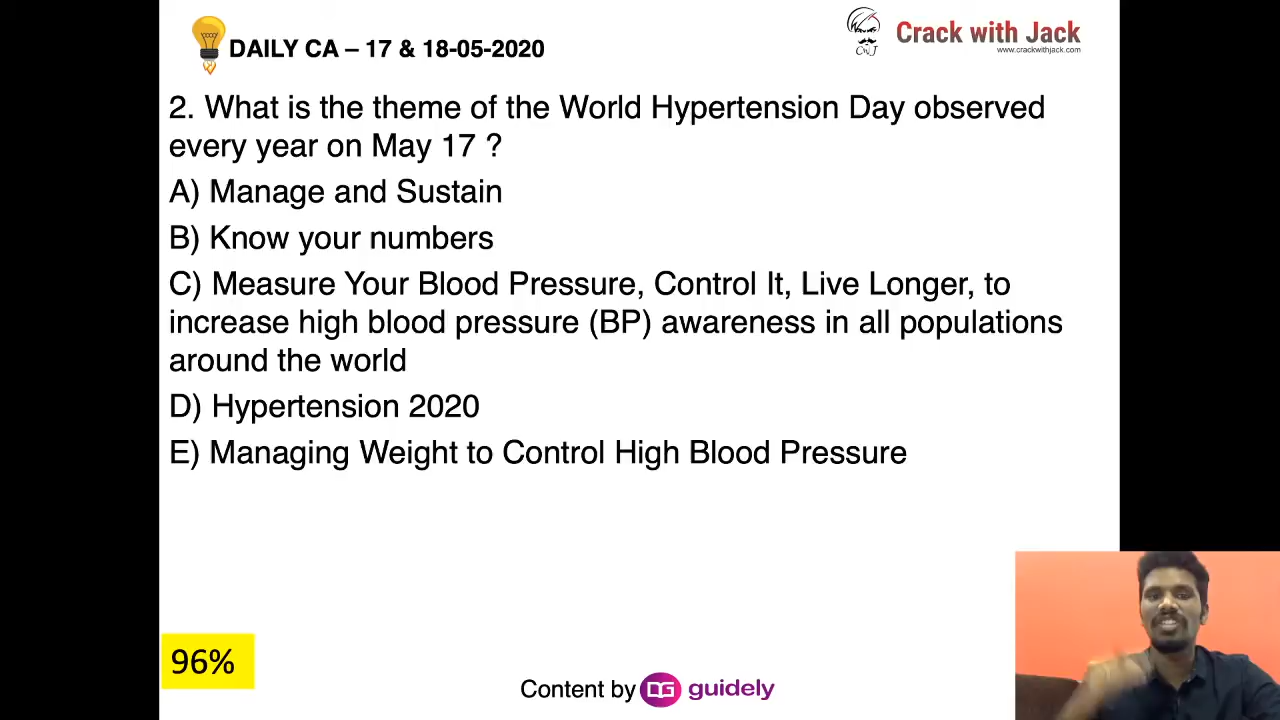 DAILY CA – 17 & 18-05-2020
Crack with Jack
www.crackwithjack.com
CWJ
2. What is the theme of the World Hypertension Day observed
every year on May 17 ?
A) Manage and Sustain
B) Know your numbers
C) Measure Your Blood Pressure, Control It, Live Longer, to
increase high blood pressure (BP) awareness in all populations
around the world
D) Hypertension 2020
E) Managing Weight to Control High Blood Pressure
96%
Content by DG guidely